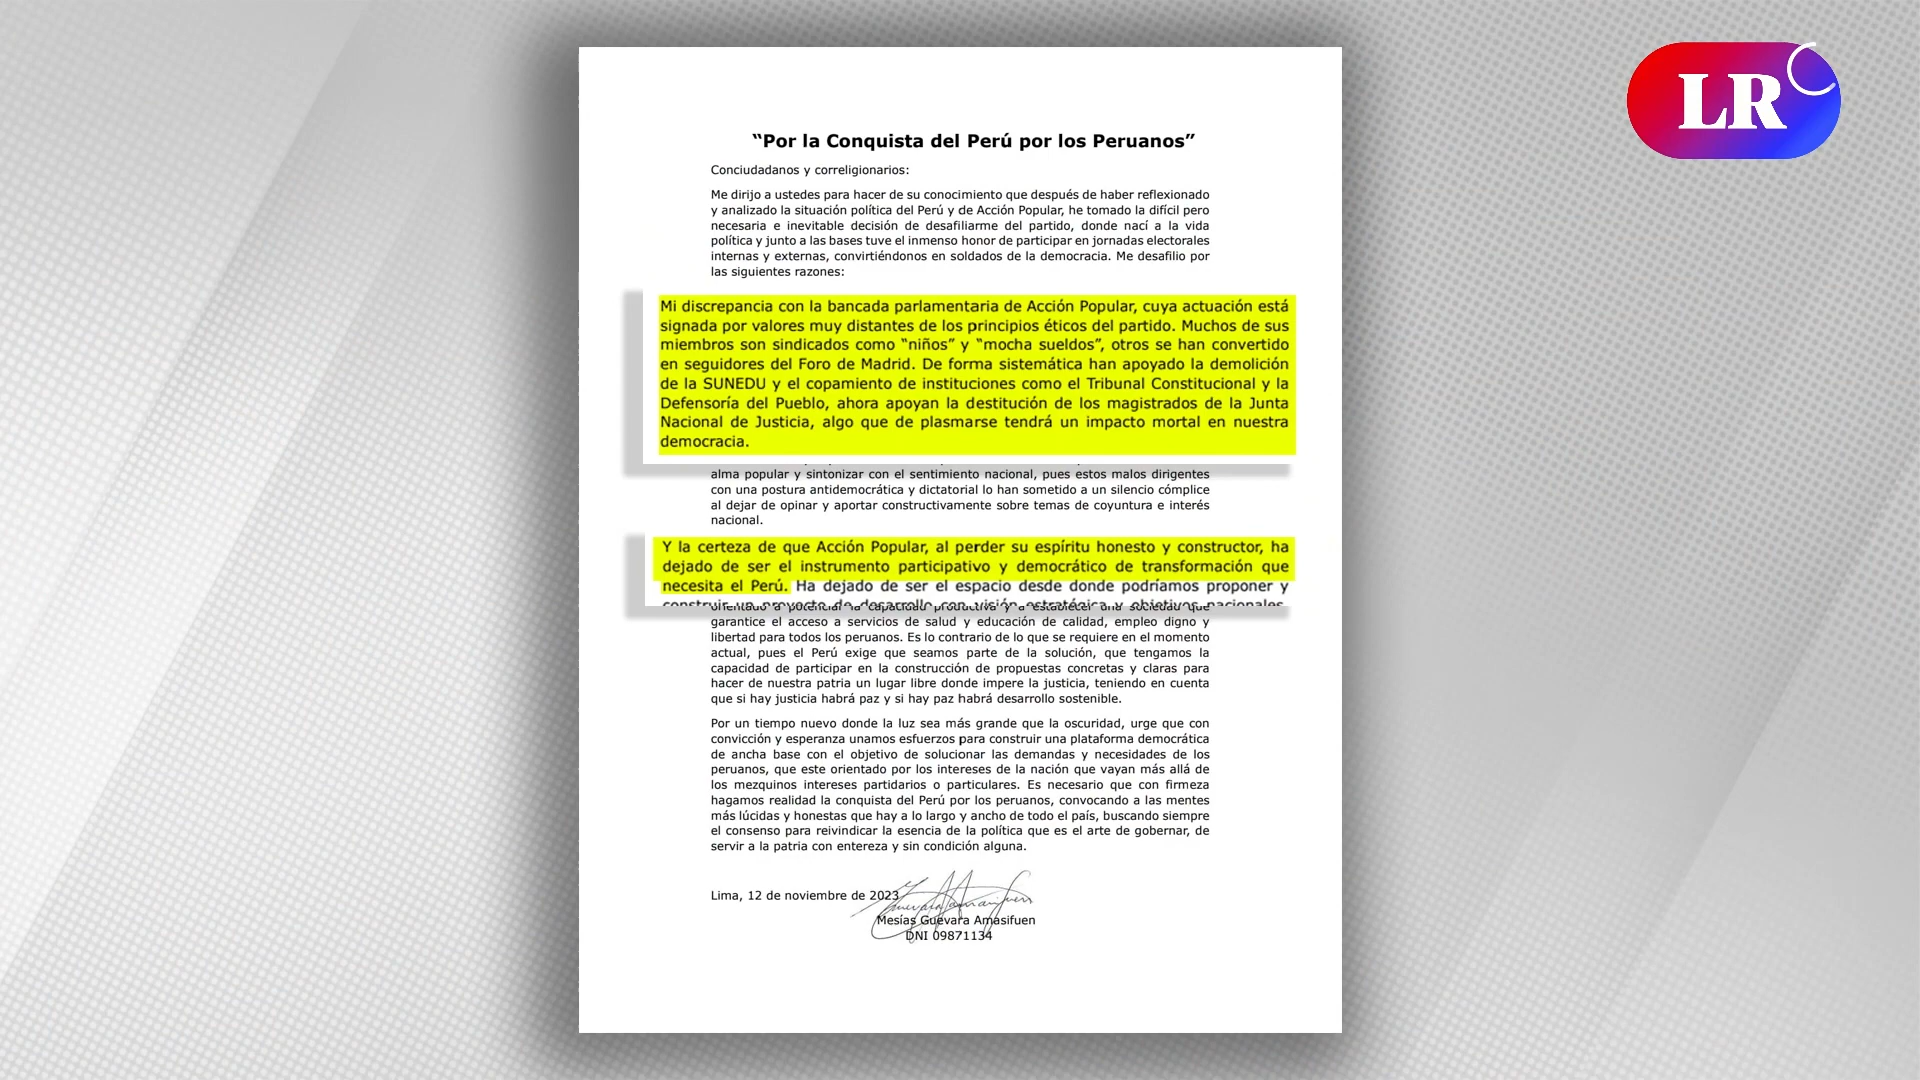 LR
“Por la Conquista del Perú por los Peruanos”
Conciudadanos y correligionarios:
Me dirijo a ustedes para hacer de su conocimiento que después de haber reflexionado
y analizado la situación política del Perú y de Acción Popular, he tomado la difícil pero
necesaria e inevitable decisión de desafiliarme del partido, donde nací a la vida
política y junto a las bases tuve el inmenso honor de participar en jornadas electorales
internas y externas, convirtiéndonos en soldados de la democracia. Me desafilio por
las siguientes razones:
Mi discrepancia con la bancada parlamentaria de Acción Popular, cuya actuación está
signada por valores muy distantes de los principios éticos del partido. Muchos de sus
miembros son sindicados como “niños” y “mocha sueldos”, otros se han convertido
en seguidores del Foro de Madrid. De forma sistemática han apoyado la demolición
de la SUNEDU y el copamiento de instituciones como el Tribunal Constitucional y la
Defensoría del Pueblo, ahora apoyan la destitución de los magistrados de la Junta
Nacional de Justicia, algo que de plasmarse tendrá un impacto mortal en nuestra
democracia.
alma popular y sintonizar con el sentimiento nacional, pues estos malos dirigentes
con una postura antidemocrática y dictatorial lo han sometido a un silencio cómplice
al dejar de opinar y aportar constructivamente sobre temas de coyuntura e interés
nacional.
Y la certeza de que Acción Popular, al perder su espíritu honesto y constructor, ha
dejado de ser el instrumento participativo y democrático de transformación que
necesita el Perú. Ha dejado de ser el espacio desde donde podríamos proponer y
construir un proyecto de desarrollo con visión estratégica y objetivos nacionales,
orientado a potenciar la capacidad productiva y a establecer una sociedad que
garantice el acceso a servicios de salud y educación de calidad, empleo digno y
libertad para todos los peruanos. Es lo contrario de lo que se requiere en el momento
actual, pues el Perú exige que seamos parte de la solución, que tengamos la
capacidad de participar en la construcción de propuestas concretas y claras para
hacer de nuestra patria un lugar libre donde impere la justicia, teniendo en cuenta
que si hay justicia habrá paz y si hay paz habrá desarrollo sostenible.
Por un tiempo nuevo donde la luz sea más grande que la oscuridad, urge que con
convicción y esperanza unamos esfuerzos para construir una plataforma democrática
de ancha base con el objetivo de solucionar las demandas y necesidades de los
peruanos, que este orientado por los intereses de la nación que vayan más allá de
los mezquinos intereses partidarios o particulares. Es necesario que con firmeza
hagamos realidad la conquista del Perú por los peruanos, convocando a las mentes
más lúcidas y honestas que hay a lo largo y ancho de todo el país, buscando siempre
el consenso para reivindicar la esencia de la política que es el arte de gobernar, de
servir a la patria con entereza y sin condición alguna.
Lima, 12 de noviembre de 2023
Mesías Guevara Amasifuen
DNI 09871134